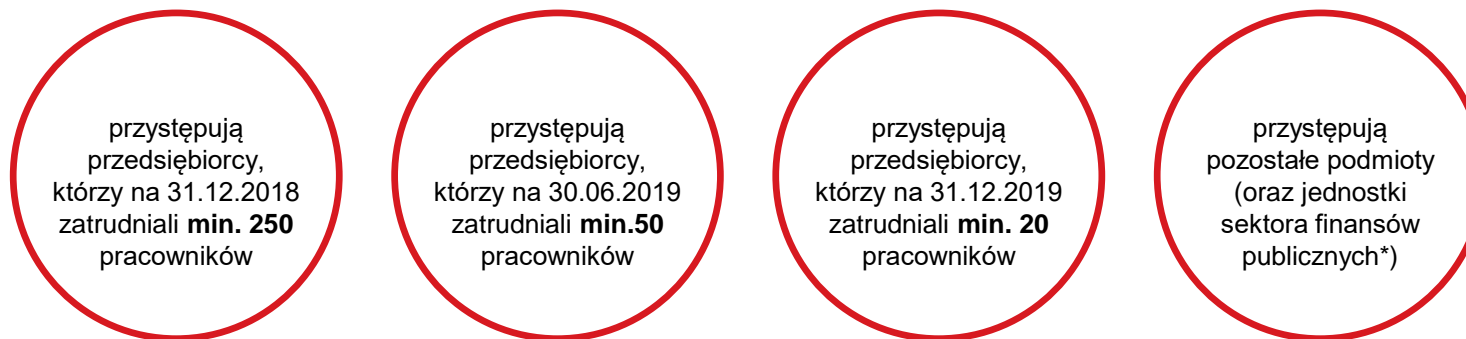 przystępują
przedsiębiorcy,
którzy na 31.12.2018
zatrudniali min. 250
pracowników
przystępują
przedsiębiorcy,
którzy na 30.06.2019
zatrudniali min.50
pracowników
przystępują
przedsiębiorcy,
którzy na 31.12.2019
zatrudniali min. 20
pracowników
przystępują
pozostałe podmioty
(oraz jednostki
sektora finansów
publicznych*)